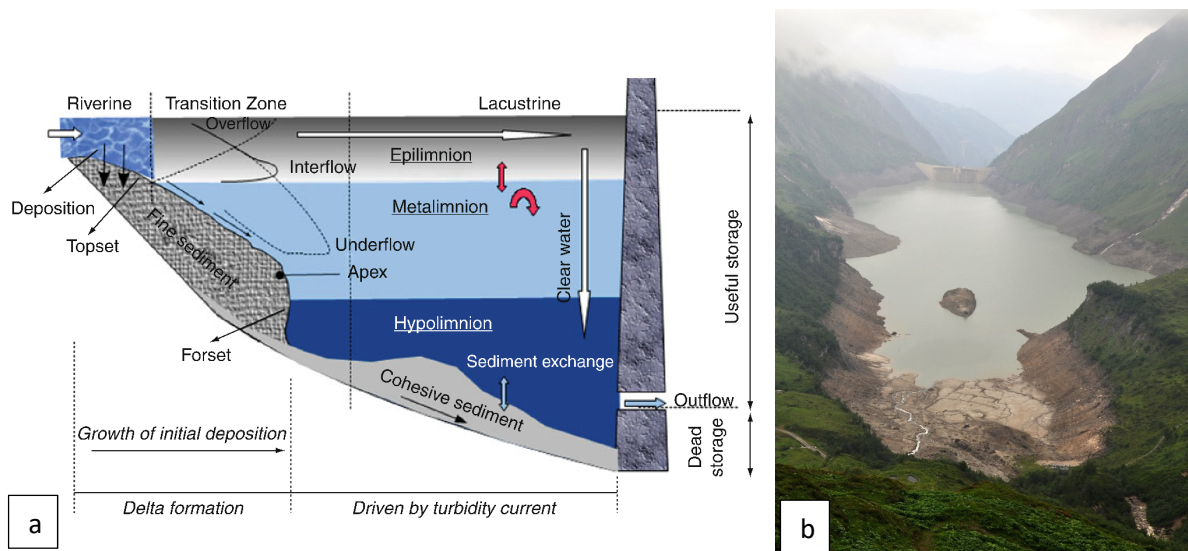 Riverine
Transition Zone
Lacustrine
Overflow
Interflow
Epilimnion
Deposition
Metalimnion
Topset
Fine sediment
Underflow
Apex
Clear water
Useful storage
Hypolimnion
Forset
Sediment exchange
Cohesive sediment
Outflow
Growth of initial deposition
Dead
storage
Delta formation
Driven by turbidity current
a
b